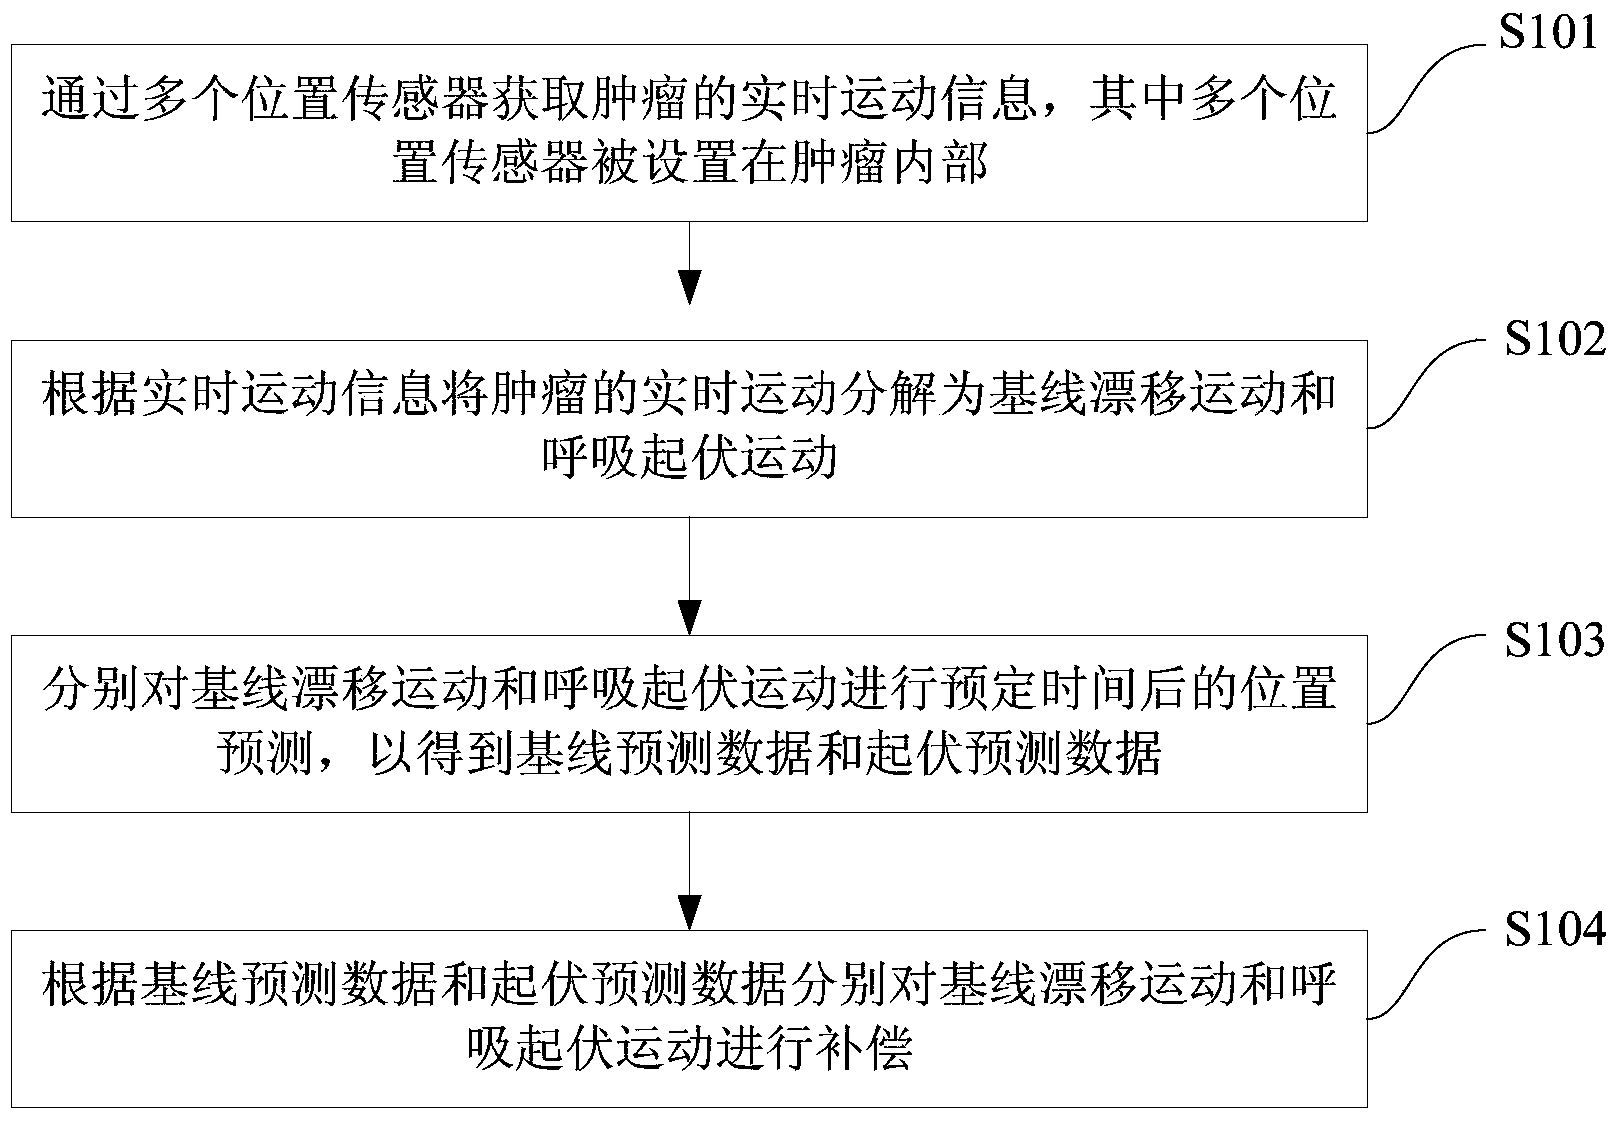 S101
通过多个位置传感器获取肿瘤的实时运动信息，其中多个位
置传感器被设置在肿瘤内部
S102
根据实时运动信息将肿瘤的实时运动分解为基线漂移运动和
呼吸起伏运动
S103
分别对基线漂移运动和呼吸起伏运动进行预定时间后的位置
预测，以得到基线预测数据和起伏预测数据
S104
根据基线预测数据和起伏预测数据分别对基线漂移运动和呼
吸起伏运动进行补偿